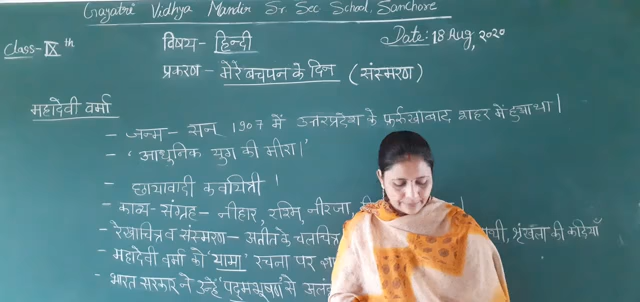 Gayatri Vidhya Mandir Sr. Sec School, Sanchore
Class - IX th
विषय - हिन्दी
Date: 18 Aug, 2020
प्रकरण - मेरे बचपन के दिन (संस्मरण)
महादेवी वर्मा
- जन्म - सन् 1907 में उत्तरप्रदेश के फर्रुखाबाद शहर में हुआ था।
- 'आधुनिक युग की मीरा।'
- छायावादी कवयित्री।
- काव्य-संग्रह - नीहार, रश्मि, नीरजा,
- रेखाचित्र व संस्मरण - अतीत के चलचित्र शृंखला की कड़ियाँ
- महादेवी वर्मा को 'यामा' रचना पर
- भारत सरकार ने उन्हें 'पद्मभूषण' से